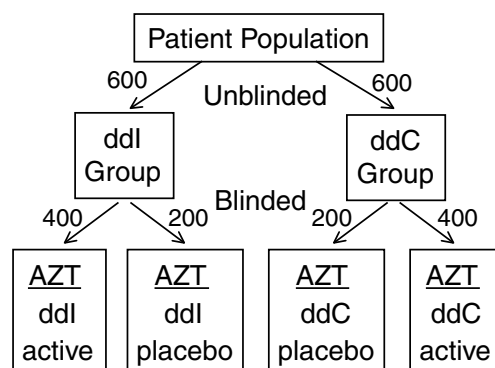 Patient Population
600
Unblinded
600
ddI
Group
ddC
Group
Blinded
400
200
200
400
AZT
ddI
active
AZT
ddI
placebo
AZT
ddC
placebo
AZT
ddC
active